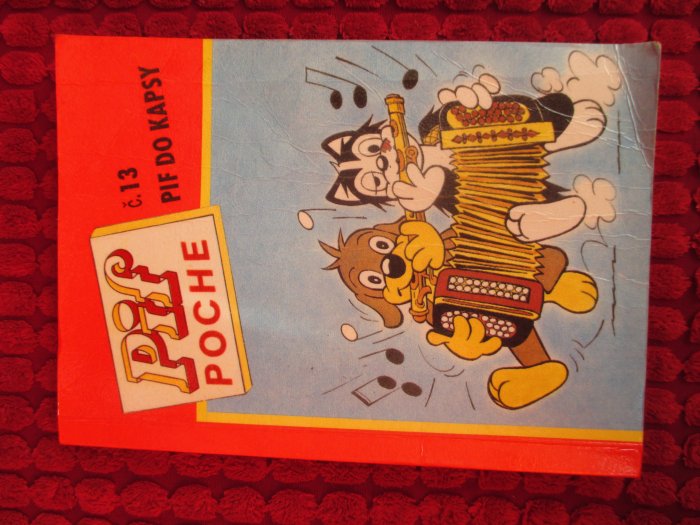 Pif
POCHE
č. 13
PIF DO KAPSY